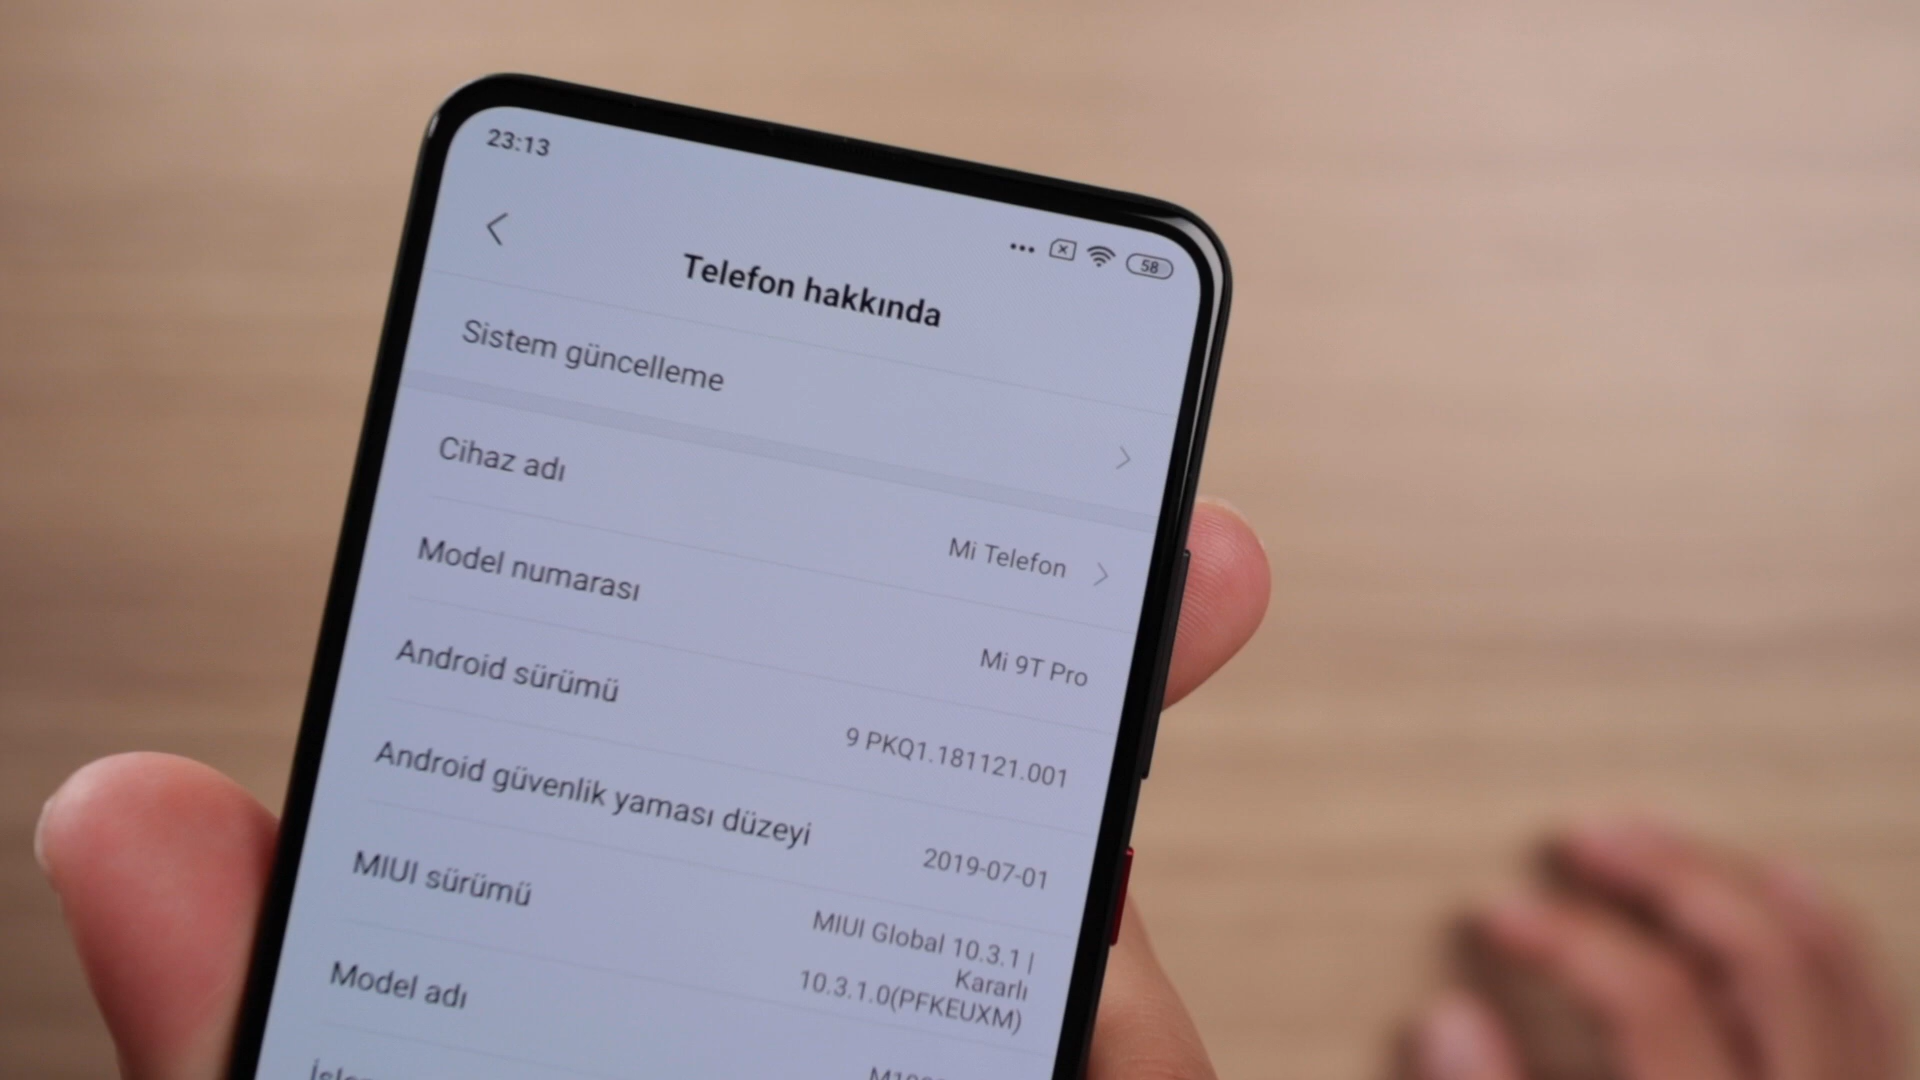 23:13
58
Telefon hakkında
Sistem güncelleme
Cihaz adı
Mi Telefon
Model numarası
Mi 9T Pro
Android sürümü
9 PKQ1.181121.001
Android güvenlik yaması düzeyi
2019-07-01
MIUI sürümü
MIUI Global 10.3.1 |
Kararlı
10.3.1.0(PFKEUXM)
Model adı